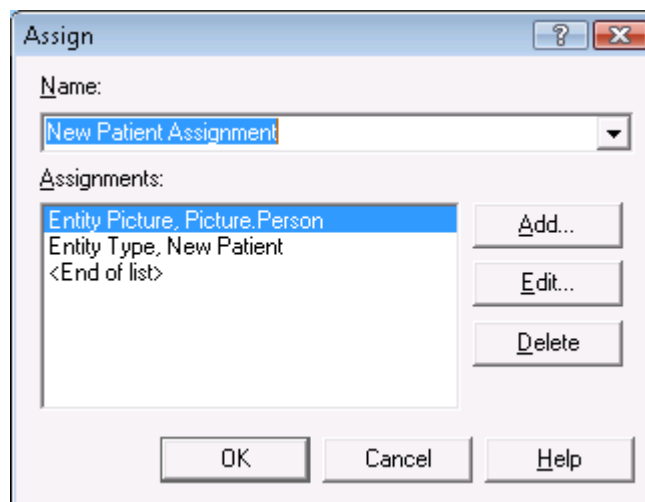 Assign
Name:
New Patient Assignment
Assignments:
Entity Picture, Picture.Person
Entity Type, New Patient
<End of list>
Add...
Edit...
Delete
OK
Cancel
Help